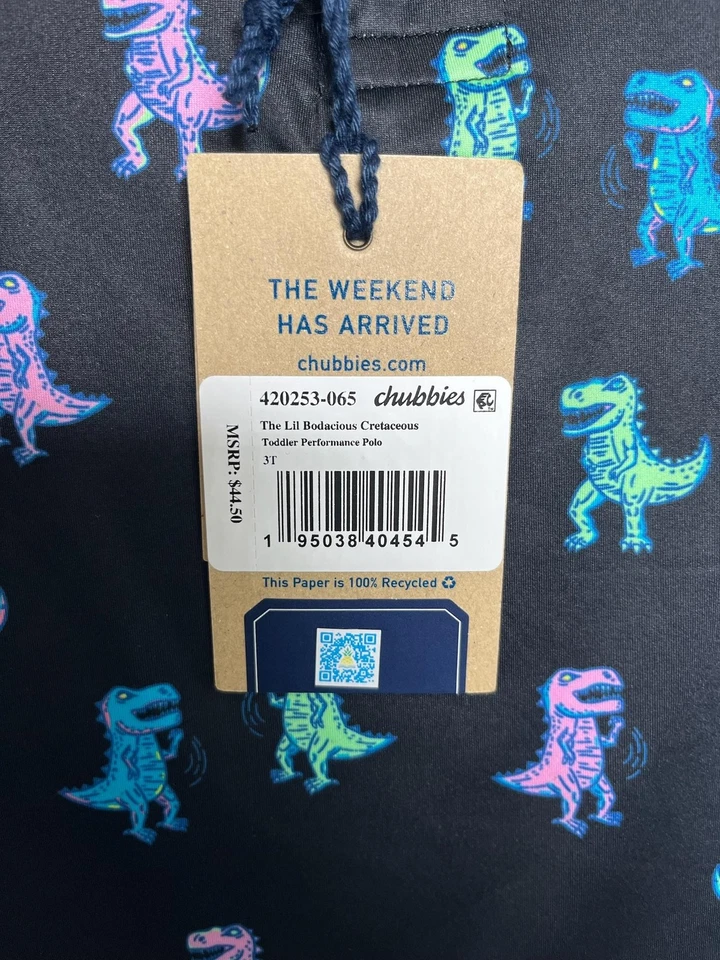 THE WEEKEND
HAS ARRIVED
chubbies.com
420253-065 chubbies
The Lil Bodacious Cretaceous
Toddler Performance Polo
3T
MSRP: $44.50
1 95038 40454 5
This Paper is 100% Recycled